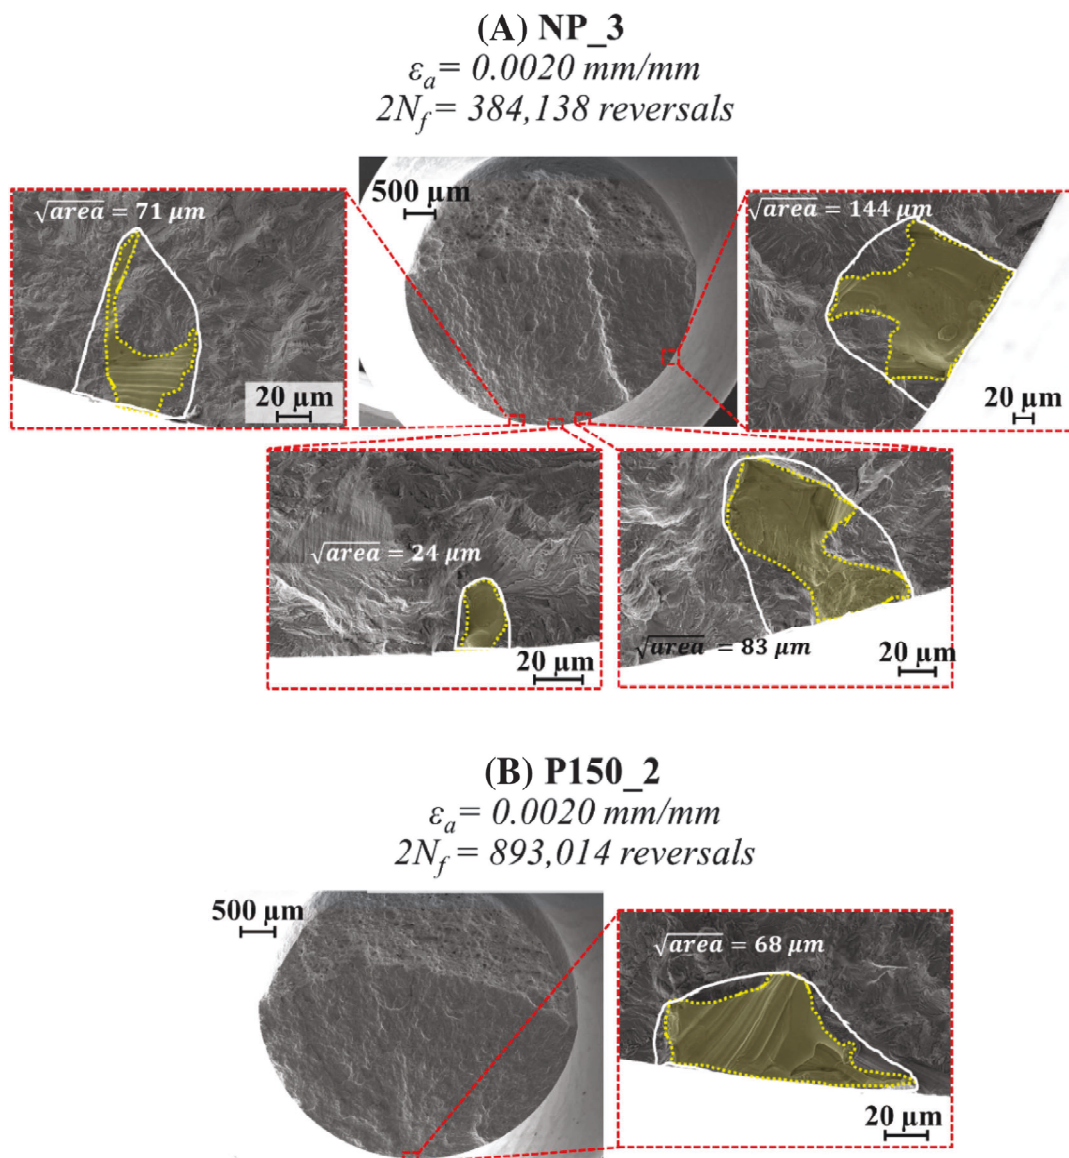 (A) NP_3
εa = 0.0020 mm/mm
2Nf = 384,138 reversals
500 μm
√area = 71 μm
20 μm
√area = 144 μm
20 μm
√area = 24 μm
20 μm
√area = 83 μm
20 μm
(B) P150_2
εa = 0.0020 mm/mm
2Nf = 893,014 reversals
500 μm
√area = 68 μm
20 μm